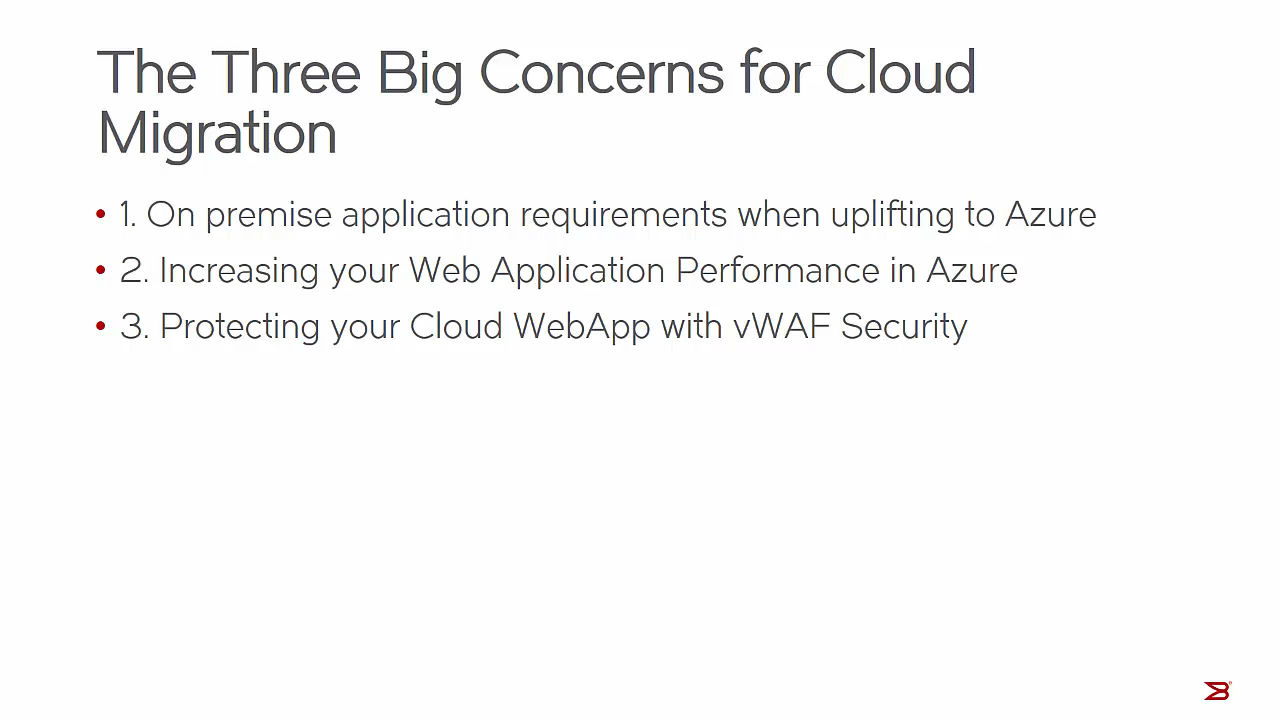 The Three Big Concerns for Cloud
Migration
• 1. On premise application requirements when uplifting to Azure
• 2. Increasing your Web Application Performance in Azure
• 3. Protecting your Cloud WebApp with vWAF Security